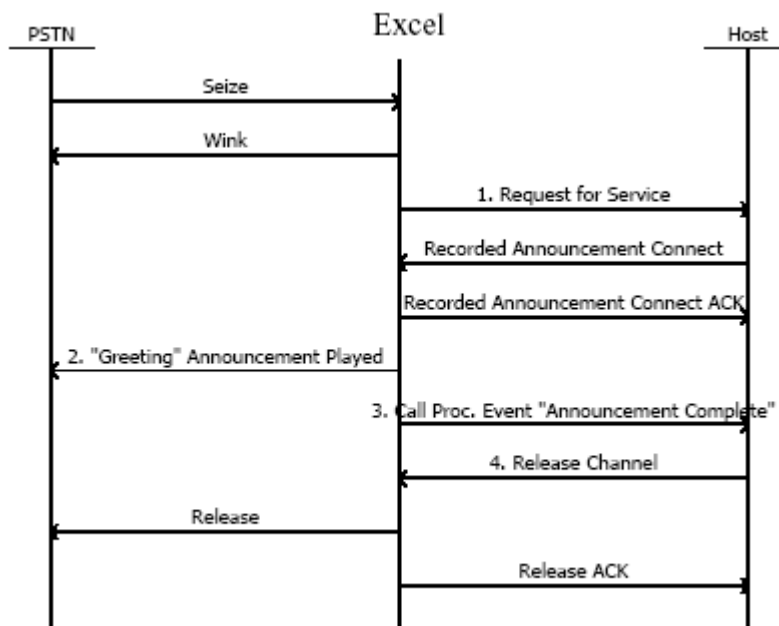 PSTN
Excel
Host
Seize
Wink
1. Request for Service
Recorded Announcement Connect
Recorded Announcement Connect ACK
2. "Greeting" Announcement Played
3. Call Proc. Event "Announcement Complete"
4. Release Channel
Release
Release ACK